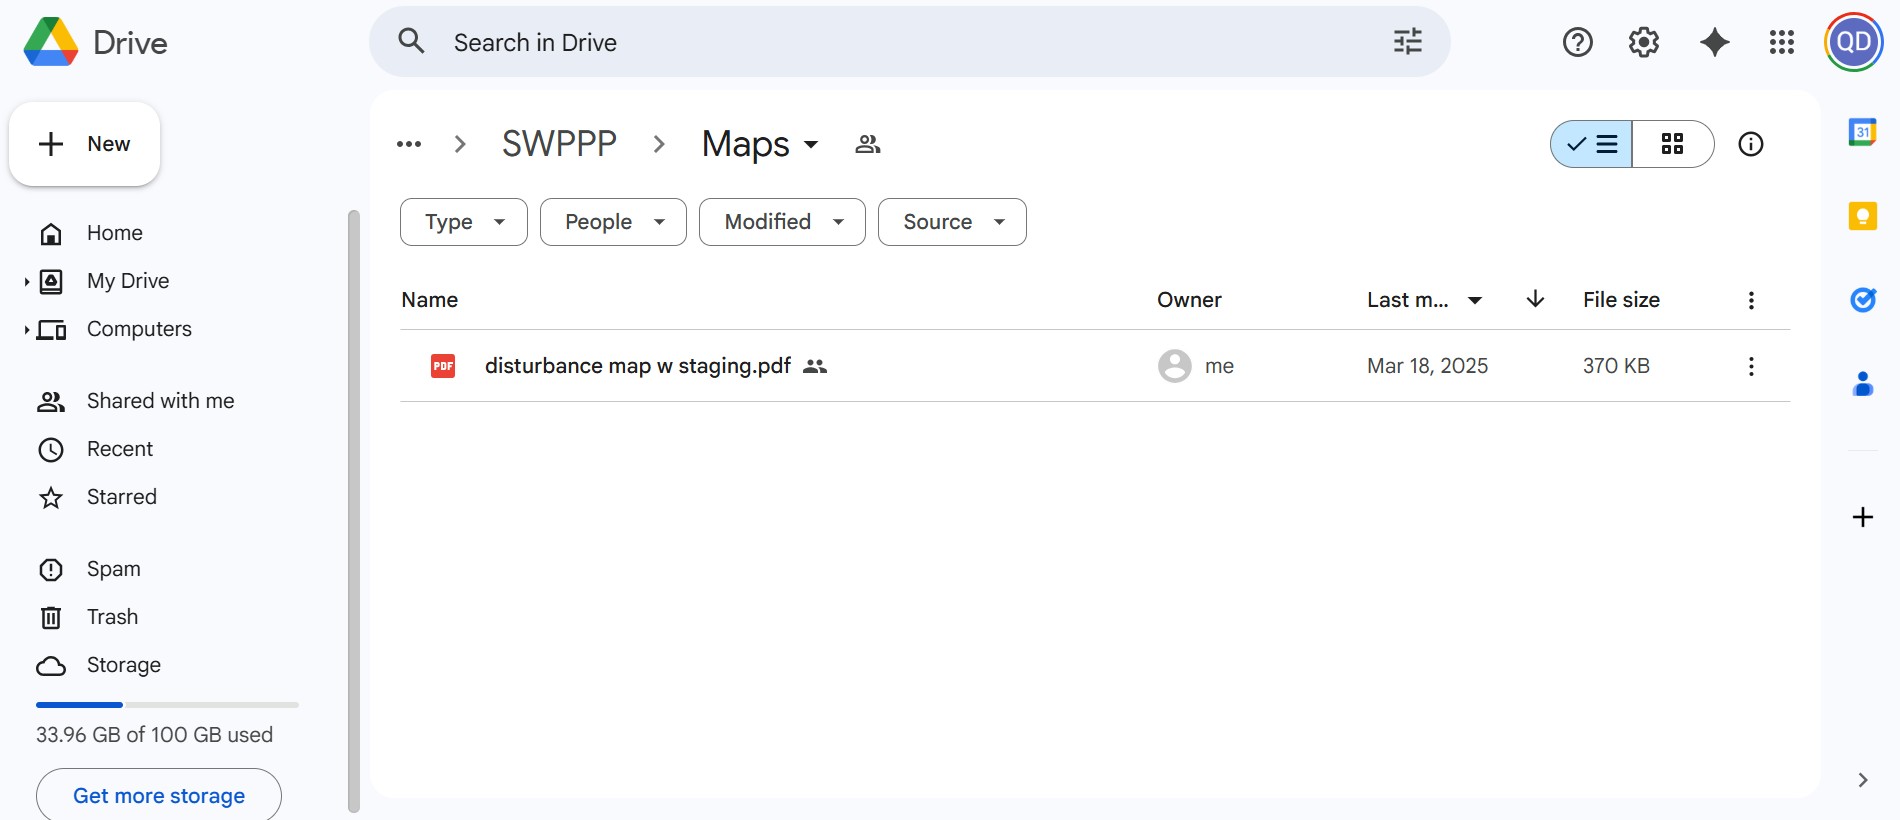 Drive
Search in Drive
QD
New
SWPPP
Maps
31
Type
People
Modified
Source
Home
My Drive
Computers
Name
Owner
Last m...
File size
PDF
disturbance map w staging.pdf
me
Mar 18, 2025
370 KB
Shared with me
Recent
Starred
Spam
Trash
Storage
33.96 GB of 100 GB used
Get more storage